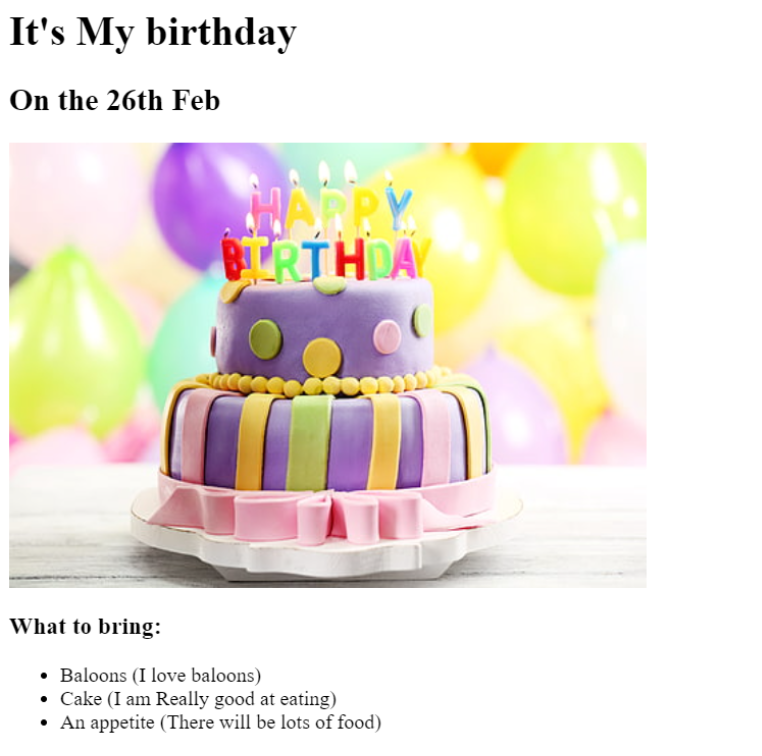 It's My birthday
On the 26th Feb
HAPPY
BIRTHDAY
What to bring:
Baloons (I love baloons)
Cake (I am Really good at eating)
An appetite (There will be lots of food)